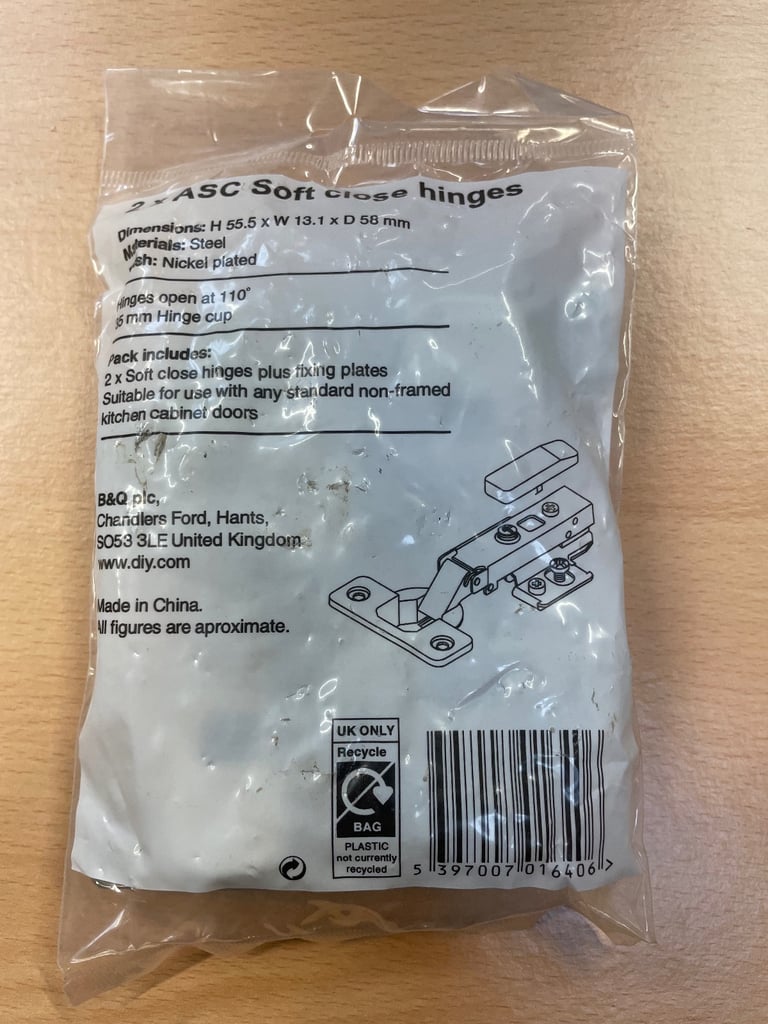 2 x ASC Soft close hinges
Dimensions: H 55.5 x W 13.1 x D 58 mm
Materials: Steel
Finish: Nickel plated
Hinges open at 110°
35 mm Hinge cup
Pack includes:
2 x Soft close hinges plus fixing plates
Suitable for use with any standard non-framed
kitchen cabinet doors
B&Q plc,
Chandlers Ford, Hants,
SO53 3LE United Kingdom
www.diy.com
Made in China.
All figures are aproximate.
UK ONLY
Recycle
BAG
PLASTIC
not currently
recycled
5 397007 016406 >